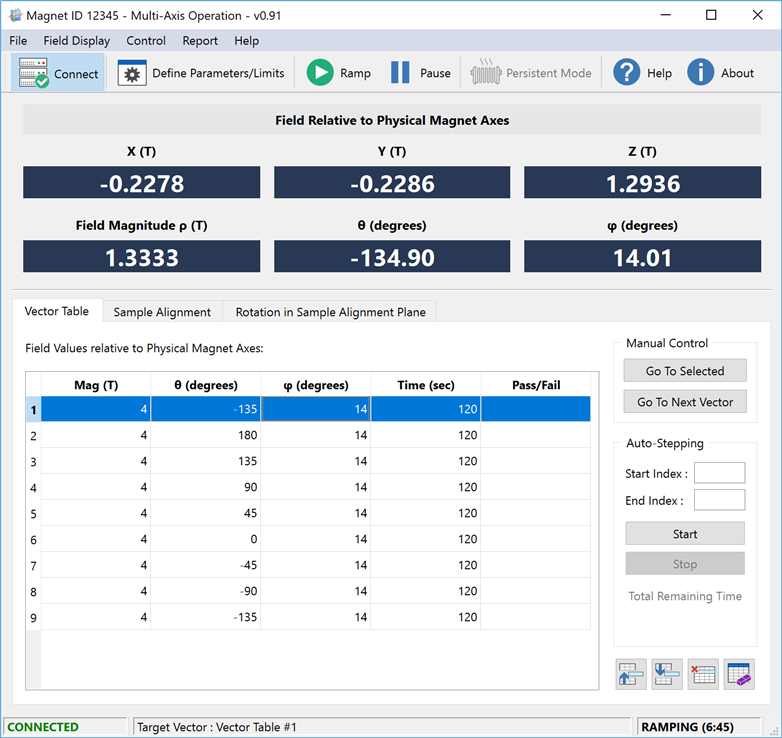 Magnet ID 12345 - Multi-Axis Operation - v0.91
File Field Display Control Report Help
Connect Define Parameters/Limits Ramp Pause Persistent Mode ? Help i About
Field Relative to Physical Magnet Axes
X (T) Y (T) Z (T)
-0.2278 -0.2286 1.2936
Field Magnitude ρ (T) θ (degrees) φ (degrees)
1.3333 -134.90 14.01
Vector Table Sample Alignment Rotation in Sample Alignment Plane
Field Values relative to Physical Magnet Axes:
Mag (T) θ (degrees) φ (degrees) Time (sec) Pass/Fail
1 4 -135 14 120
2 4 180 14 120
3 4 135 14 120
4 4 90 14 120
5 4 45 14 120
6 4 0 14 120
7 4 -45 14 120
8 4 -90 14 120
9 4 -135 14 120
Manual Control
Go To Selected
Go To Next Vector
Auto-Stepping
Start Index :
End Index :
Start
Stop
Total Remaining Time
CONNECTED Target Vector : Vector Table #1 RAMPING (6:45)